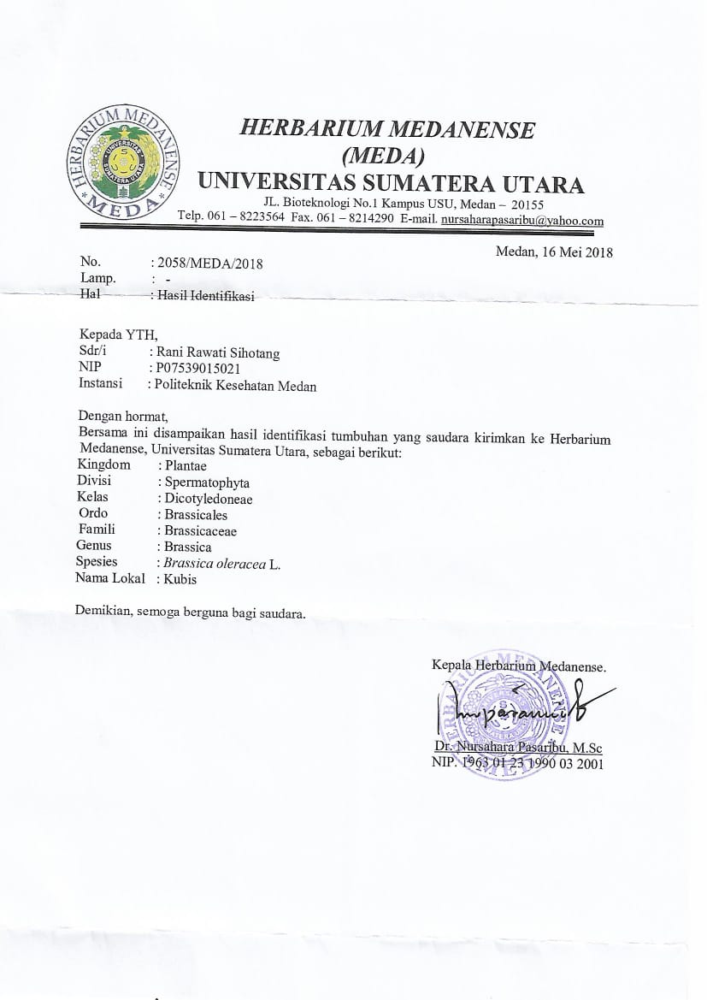 HERBARIUM MEDANENSE
MEDA
UNIVERSITAS
SUMATERA UTARA
HERBARIUM MEDANENSE
(MEDA)
UNIVERSITAS SUMATERA UTARA
JL. Bioteknologi No.1 Kampus USU, Medan – 20155
Telp. 061 – 8223564 Fax. 061 – 8214290 E-mail. nursaharapasaribu@yahoo.com
Medan, 16 Mei 2018
No. : 2058/MEDA/2018
Lamp. : -
Hal : Hasil Identifikasi
Kepada YTH,
Sdr/i : Rani Rawati Sihotang
NIP : P07539015021
Instansi : Politeknik Kesehatan Medan
Dengan hormat,
Bersama ini disampaikan hasil identifikasi tumbuhan yang saudara kirimkan ke Herbarium
Medanense, Universitas Sumatera Utara, sebagai berikut:
Kingdom : Plantae
Divisi : Spermatophyta
Kelas : Dicotyledoneae
Ordo : Brassicales
Famili : Brassicaceae
Genus : Brassica
Spesies : Brassica oleracea L.
Nama Lokal : Kubis
Demikian, semoga berguna bagi saudara.
Kepala Herbarium Medanense.
HERBARIUM MEDANENSE
MEDA
Dr. Nursahara Pasaribu, M.Sc
NIP. 1963 01 23 1990 03 2001